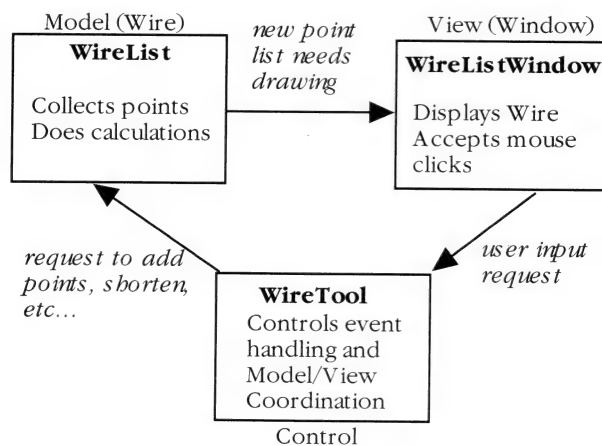 Model (Wire)
WireList
Collects points
Does calculations
new point
list needs
drawing
View (Window)
WireListWindow
Displays Wire
Accepts mouse
clicks
request to add
points, shorten,
etc...
user input
request
WireTool
Controls event
handling and
Model/View
Coordination
Control